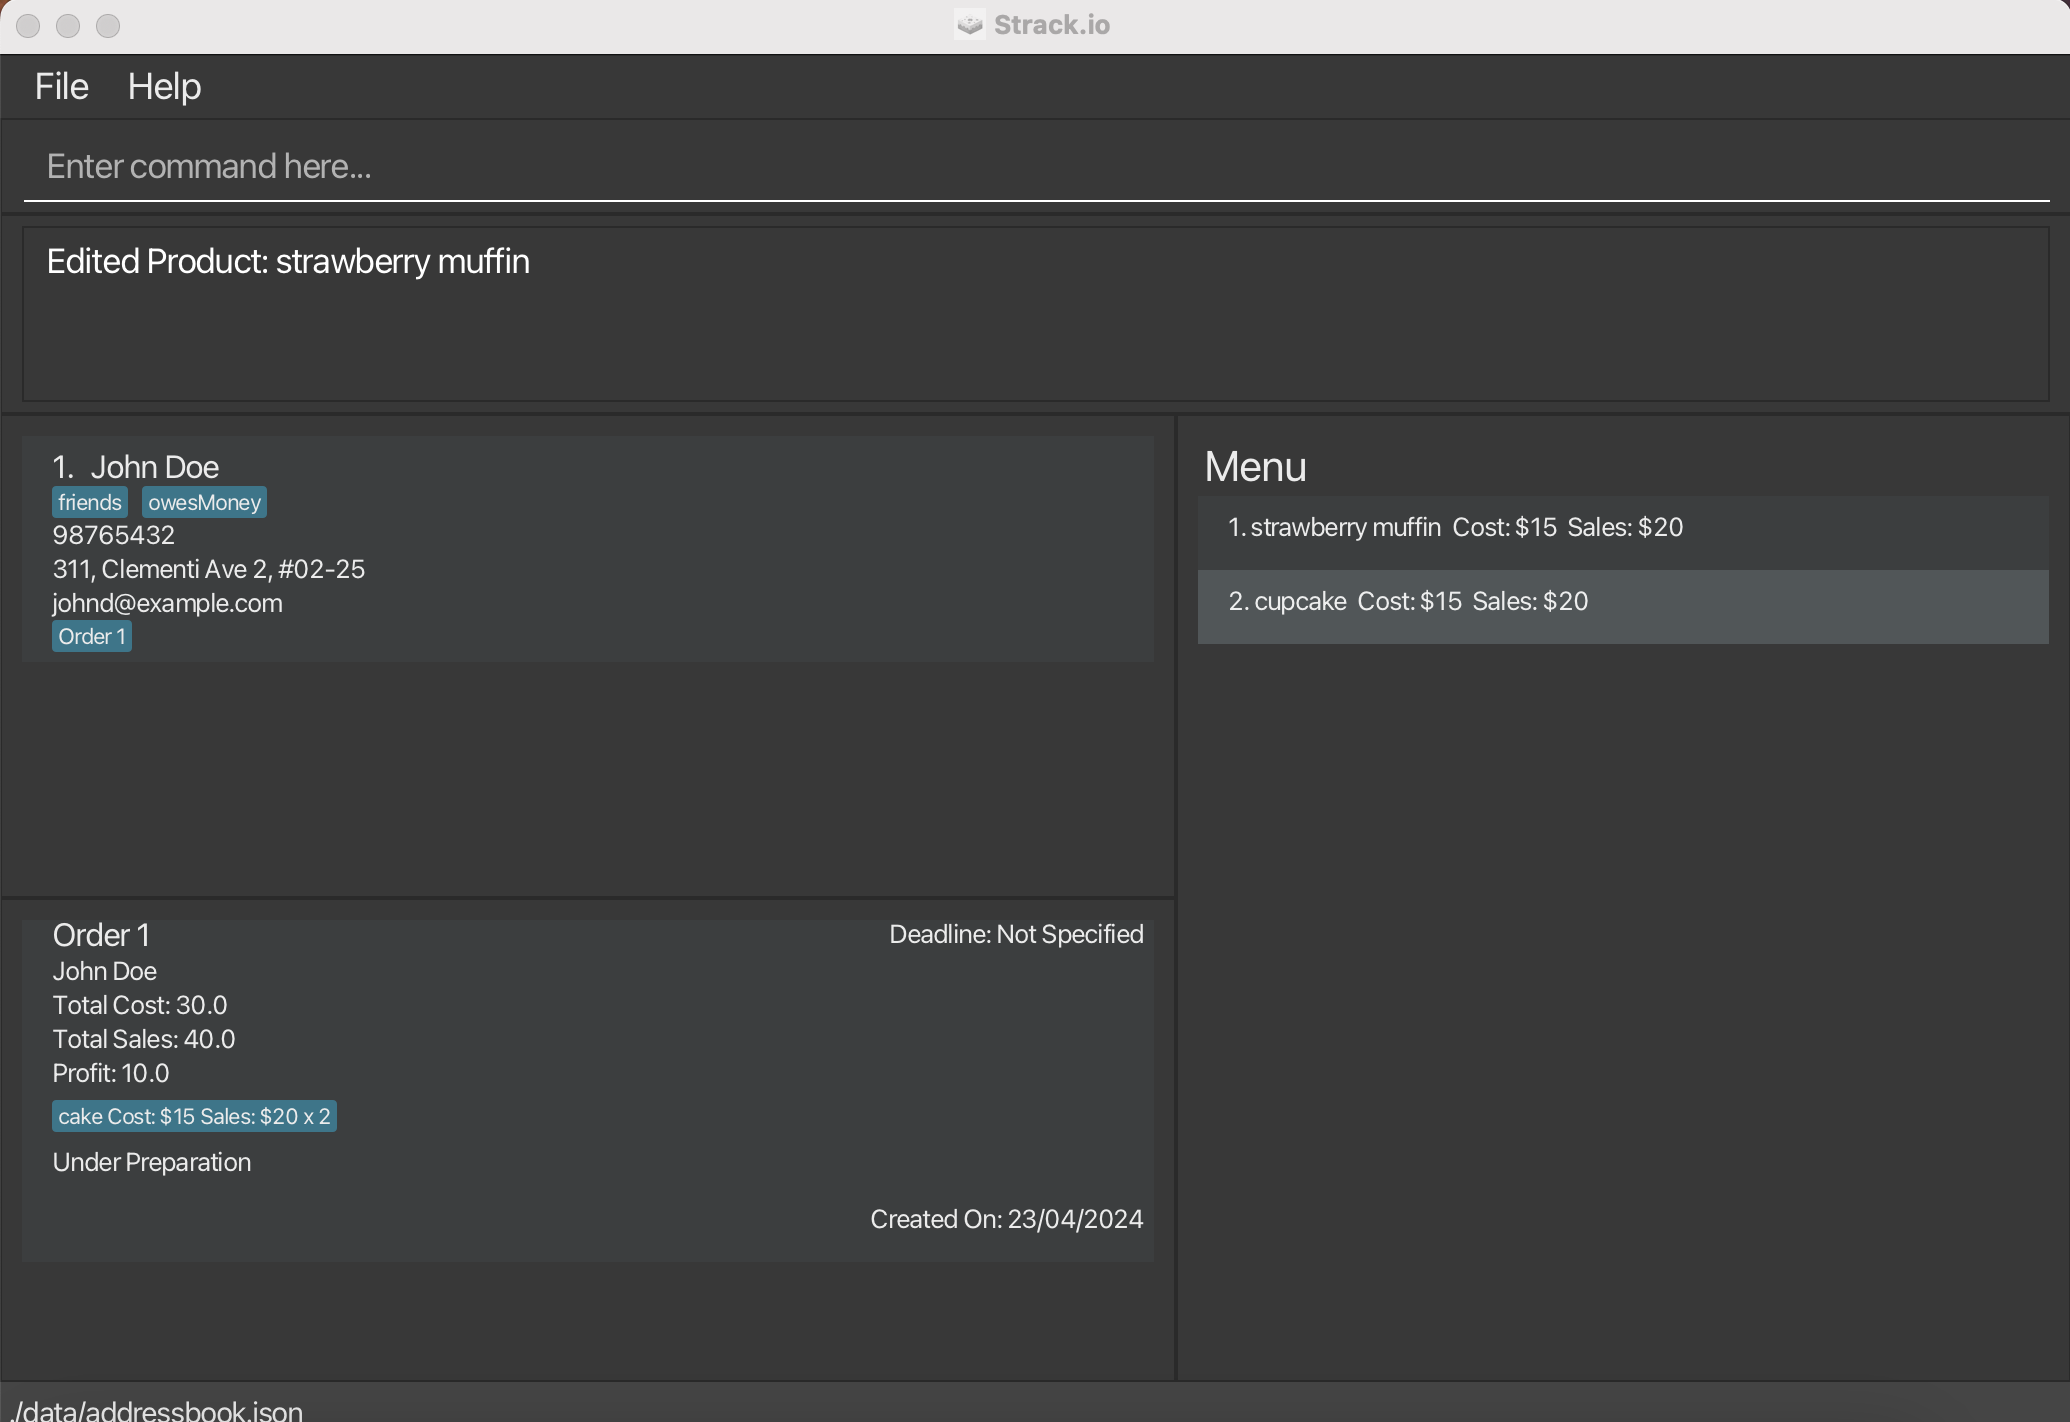 Strack.io
File Help
Enter command here...
Edited Product: strawberry muffin
1. John Doe
friends owesMoney
98765432
311, Clementi Ave 2, #02-25
johnd@example.com
Order 1
Menu
1. strawberry muffin Cost: $15 Sales: $20
2. cupcake Cost: $15 Sales: $20
Order 1 Deadline: Not Specified
John Doe
Total Cost: 30.0
Total Sales: 40.0
Profit: 10.0
cake Cost: $15 Sales: $20 x 2
Under Preparation
Created On: 23/04/2024
./data/addressbook.json